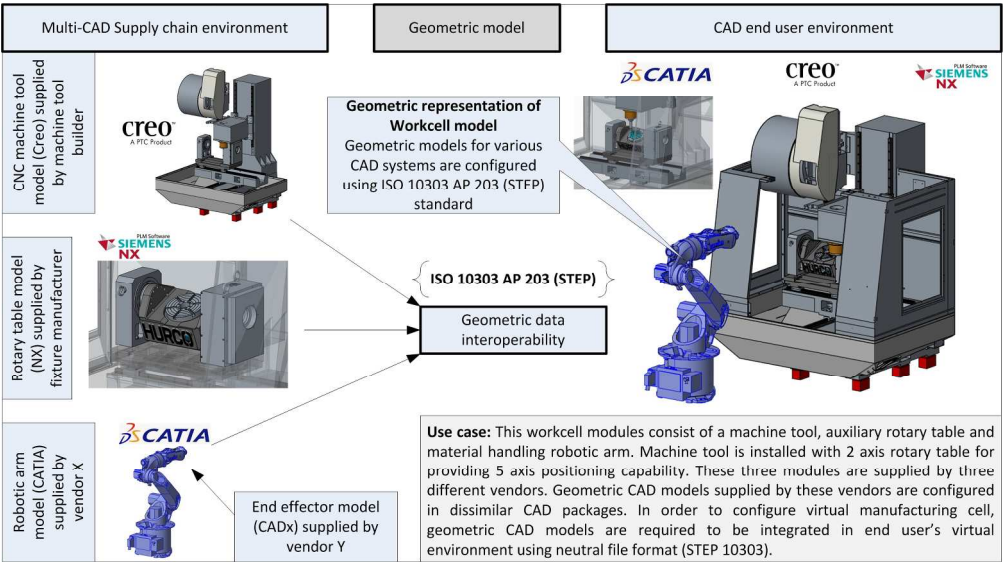 Multi-CAD Supply chain environment
Geometric model
CAD end user environment
CNC machine tool
model (Creo) supplied
by machine tool
builder
creo™
A PTC Product
Geometric representation of
Workcell model
Geometric models for various
CAD systems are configured
using ISO 10303 AP 203 (STEP)
standard
DS CATIA
creo™
A PTC Product
PLM Software
SIEMENS
NX
Rotary table model
(NX) supplied by
fixture manufacturer
PLM Software
SIEMENS
NX
HURCO
ISO 10303 AP 203 (STEP)
Geometric data
interoperability
HURCO
Robotic arm
model (CATIA)
supplied by
vendor X
DS CATIA
End effector model
(CADx) supplied by
vendor Y
Use case: This workcell modules consist of a machine tool, auxiliary rotary table and
material handling robotic arm. Machine tool is installed with 2 axis rotary table for
providing 5 axis positioning capability. These three modules are supplied by three
different vendors. Geometric CAD models supplied by these vendors are configured
in dissimilar CAD packages. In order to configure virtual manufacturing cell,
geometric CAD models are required to be integrated in end user's virtual
environment using neutral file format (STEP 10303).